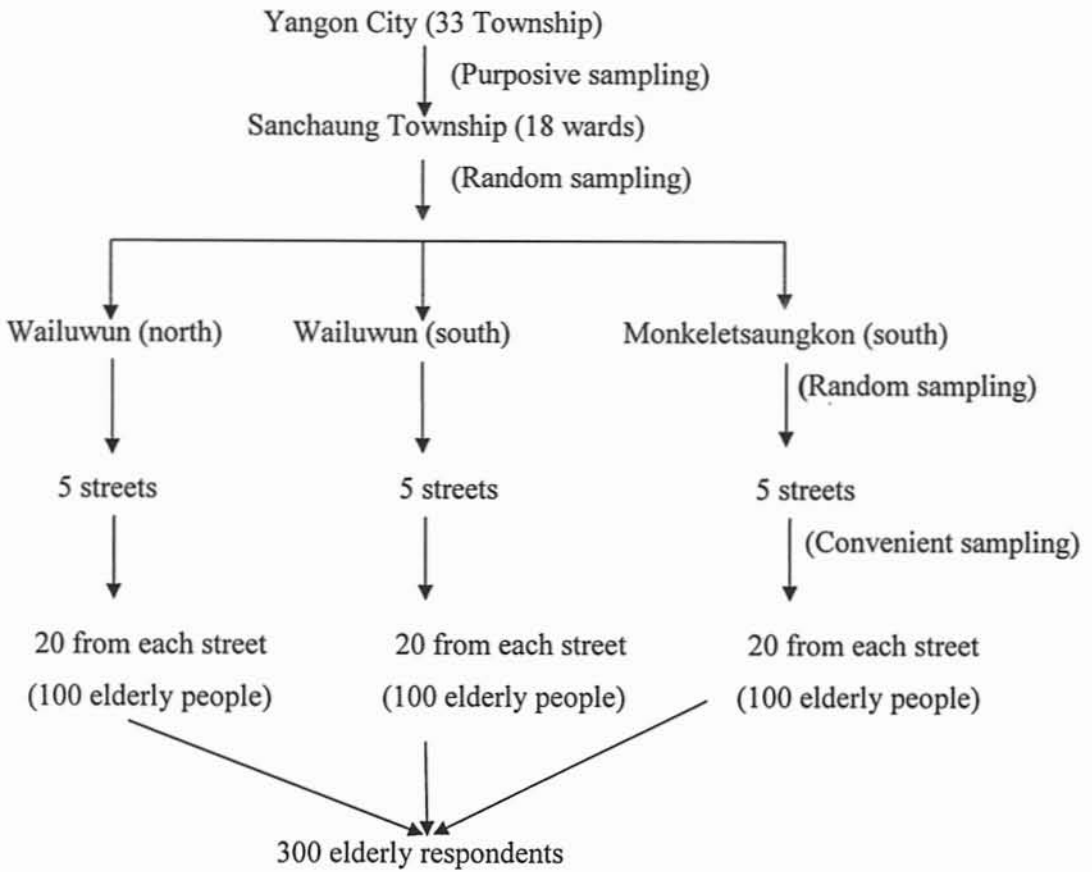 Yangon City (33 Township)
(Purposive sampling)
Sanchaung Township (18 wards)
(Random sampling)
Wailuwun (north)
Wailuwun (south)
Monkeletsaungkon (south)
(Random sampling)
5 streets
5 streets
5 streets
(Convenient sampling)
20 from each street
(100 elderly people)
20 from each street
(100 elderly people)
20 from each street
(100 elderly people)
300 elderly respondents